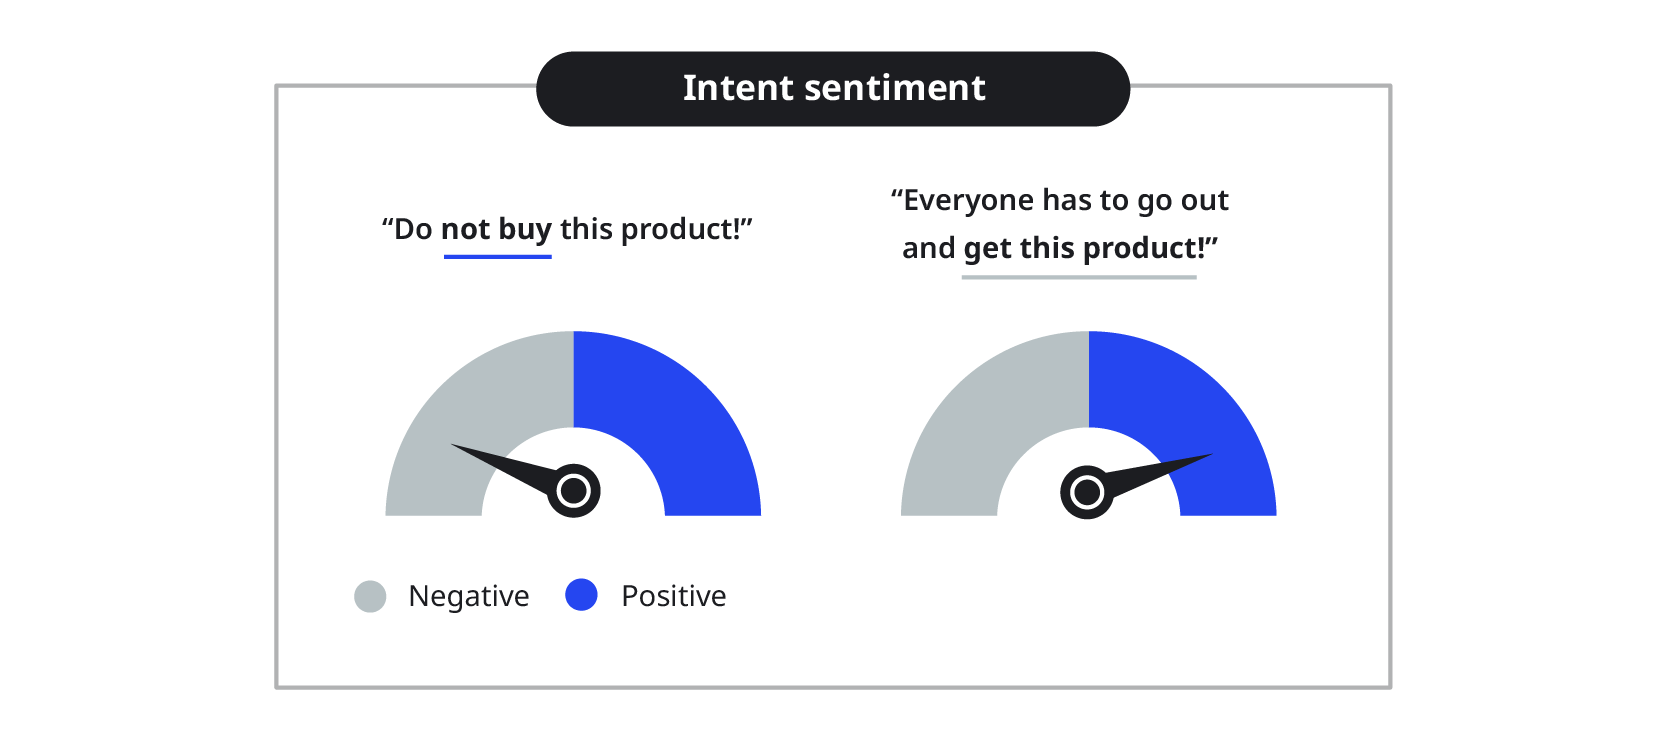 Intent sentiment
“Do not buy this product!”
“Everyone has to go out
and get this product!”
Negative
Positive